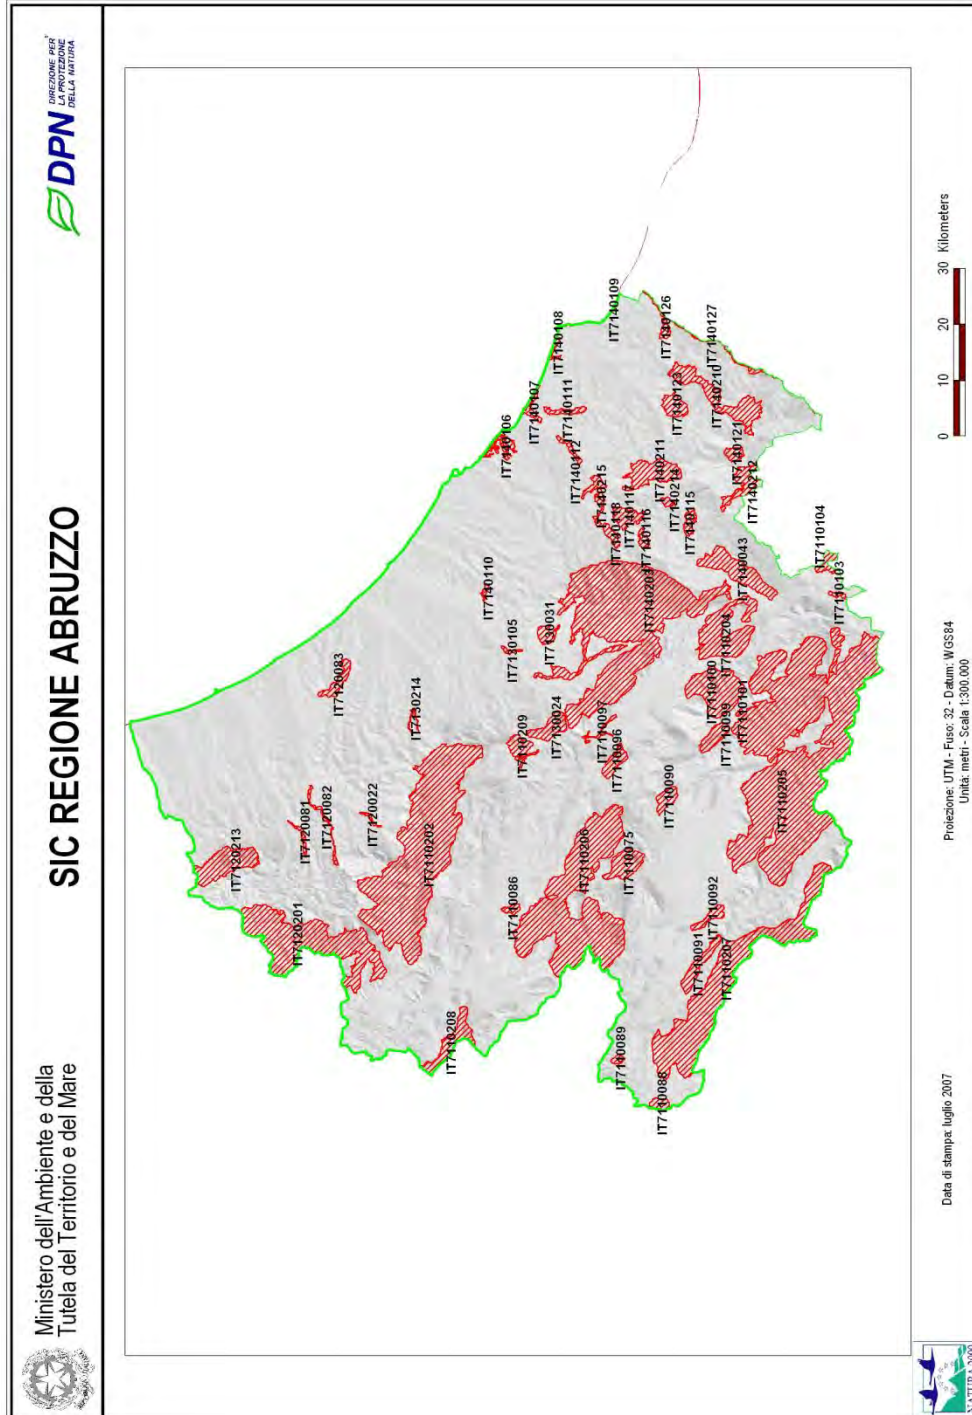 Ministero dell'Ambiente e della
Tutela del Territorio e del Mare
SIC REGIONE ABRUZZO
DPN
DIREZIONE PER
LA PROTEZIONE
DELLA NATURA
IT7120213
IT7120201
IT7120081
IT7120082
IT7120022
IT7120083
IT7130214
IT7110202
IT7110208
IT7110086
IT7110206
IT7110075
IT7110209
IT7130024
IT7110097
IT7110096
IT7110090
IT7130105
IT7130031
IT7140110
IT7140106
IT7140107
IT7140108
IT7140109
IT7140111
IT7140112
IT7140215
IT7140118
IT7140117
IT7140116
IT7140211
IT7140214
IT7140115
IT7140123
IT7140126
IT7140127
IT7140210
IT7140121
IT7140212
IT7140203
IT7140043
IT7110204
IT7110100
IT7110099
IT7110101
IT7110104
IT7110103
IT7110205
IT7110092
IT7110091
IT7110207
IT7110089
IT7110088
NATURA 2000
Data di stampa: luglio 2007
Proiezione: UTM - Fuso: 32 - Datum: WGS84
Unità: metri - Scala 1:300.000
0 10 20 30 Kilometers